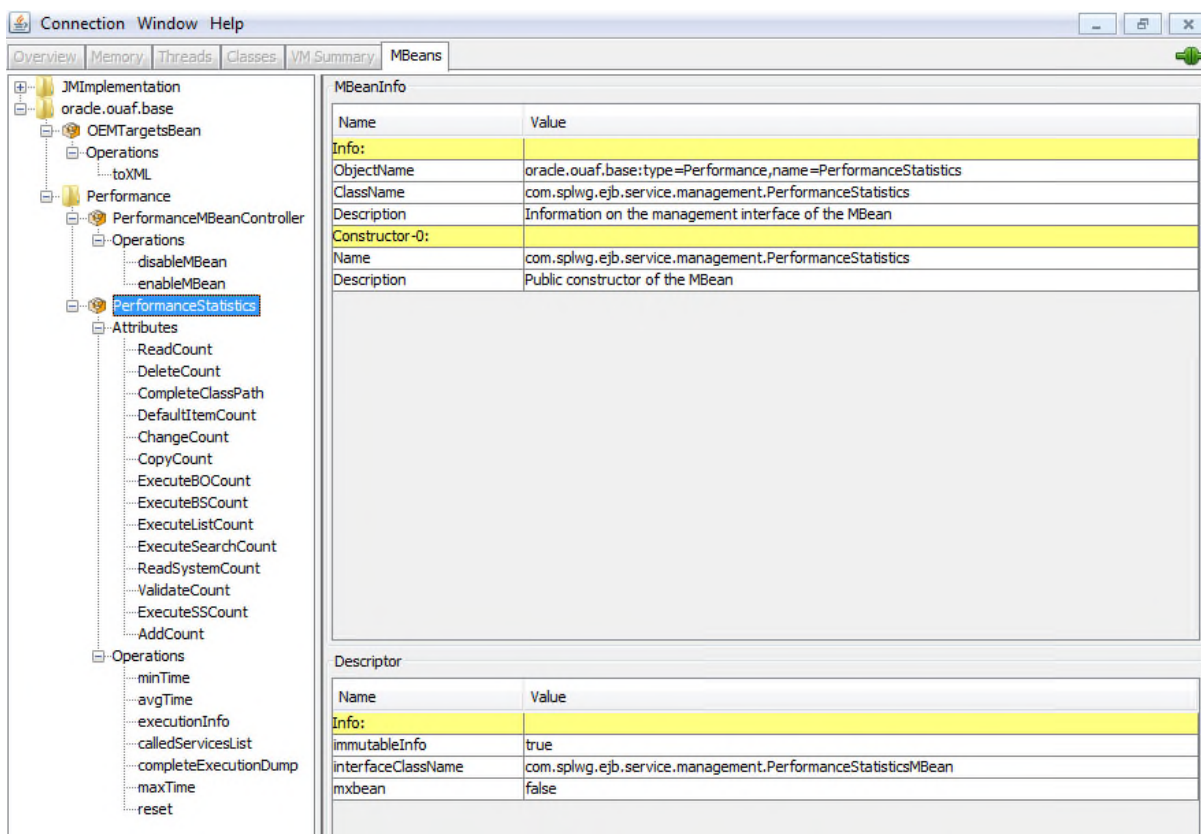 Connection Window Help
Overview Memory Threads Classes VM Summary MBeans
JMImplementation
oracle.ouaf.base
OEMTargetsBean
Operations
toXML
Performance
PerformanceMBeanController
Operations
disableMBean
enableMBean
PerformanceStatistics
Attributes
ReadCount
DeleteCount
CompleteClassPath
DefaultItemCount
ChangeCount
CopyCount
ExecuteBOCount
ExecuteBSCount
ExecuteListCount
ExecuteSearchCount
ReadSystemCount
ValidateCount
ExecuteSSCount
AddCount
Operations
minTime
avgTime
executionInfo
calledServicesList
completeExecutionDump
maxTime
reset
MBeanInfo
Name Value
Info:
ObjectName oracle.ouaf.base:type=Performance,name=PerformanceStatistics
ClassName com.splwg.ejb.service.management.PerformanceStatistics
Description Information on the management interface of the MBean
Constructor-0:
Name com.splwg.ejb.service.management.PerformanceStatistics
Description Public constructor of the MBean
Descriptor
Name Value
Info:
immutableInfo true
interfaceClassName com.splwg.ejb.service.management.PerformanceStatisticsMBean
mxbean false